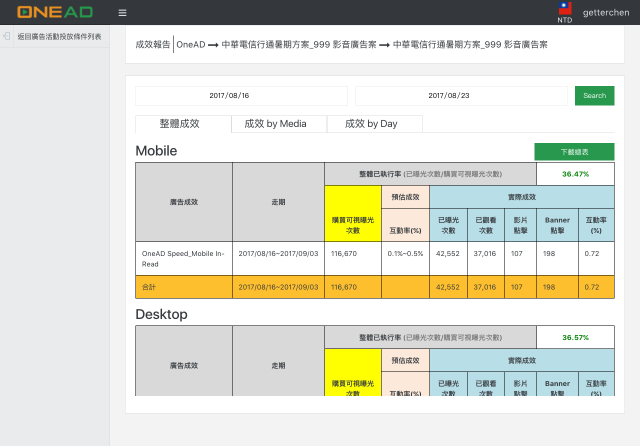 ONEAD
NTD
getterchen
返回廣告活動投放條件列表
成效報告 OneAD ➞ 中華電信行通暑期方案_999 影音廣告案 ➞ 中華電信行通暑期方案_999 影音廣告案
2017/08/16
2017/08/23
Search
整體成效
成效 by Media
成效 by Day
Mobile
下載總表
廣告成效
走期
整體已執行率 (已曝光次數/購買可視曝光次數)
36.47%
購買可視曝光
次數
預估成效
實際成效
互動率(%)
已曝光
次數
已觀看
次數
影片
點擊
Banner
點擊
互動率
(%)
OneAD Speed_Mobile In-
Read
2017/08/16~2017/09/03
116,670
0.1%~0.5%
42,552
37,016
107
198
0.72
合計
2017/08/16~2017/09/03
116,670
42,552
37,016
107
198
0.72
Desktop
廣告成效
走期
整體已執行率 (已曝光次數/購買可視曝光次數)
36.57%
購買可視曝光
次數
預估成效
實際成效
互動率(%)
已曝光
次數
已觀看
次數
影片
點擊
Banner
點擊
互動率
(%)